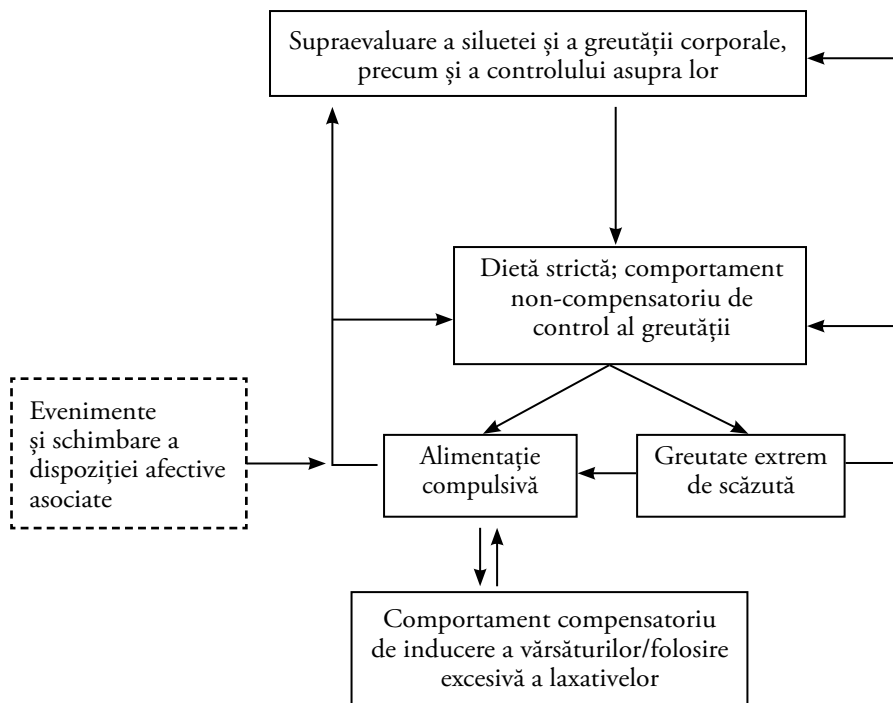 Supraevaluare a siluetei și a greutății corporale,
precum și a controlului asupra lor
Dietă strictă; comportament
non-compensatoriu de
control al greutății
Evenimente
și schimbare a
dispoziției afective
asociate
Alimentație
compulsivă
Greutate extrem
de scăzută
Comportament compensatoriu
de inducere a vărsăturilor/folosire
excesivă a laxativelor